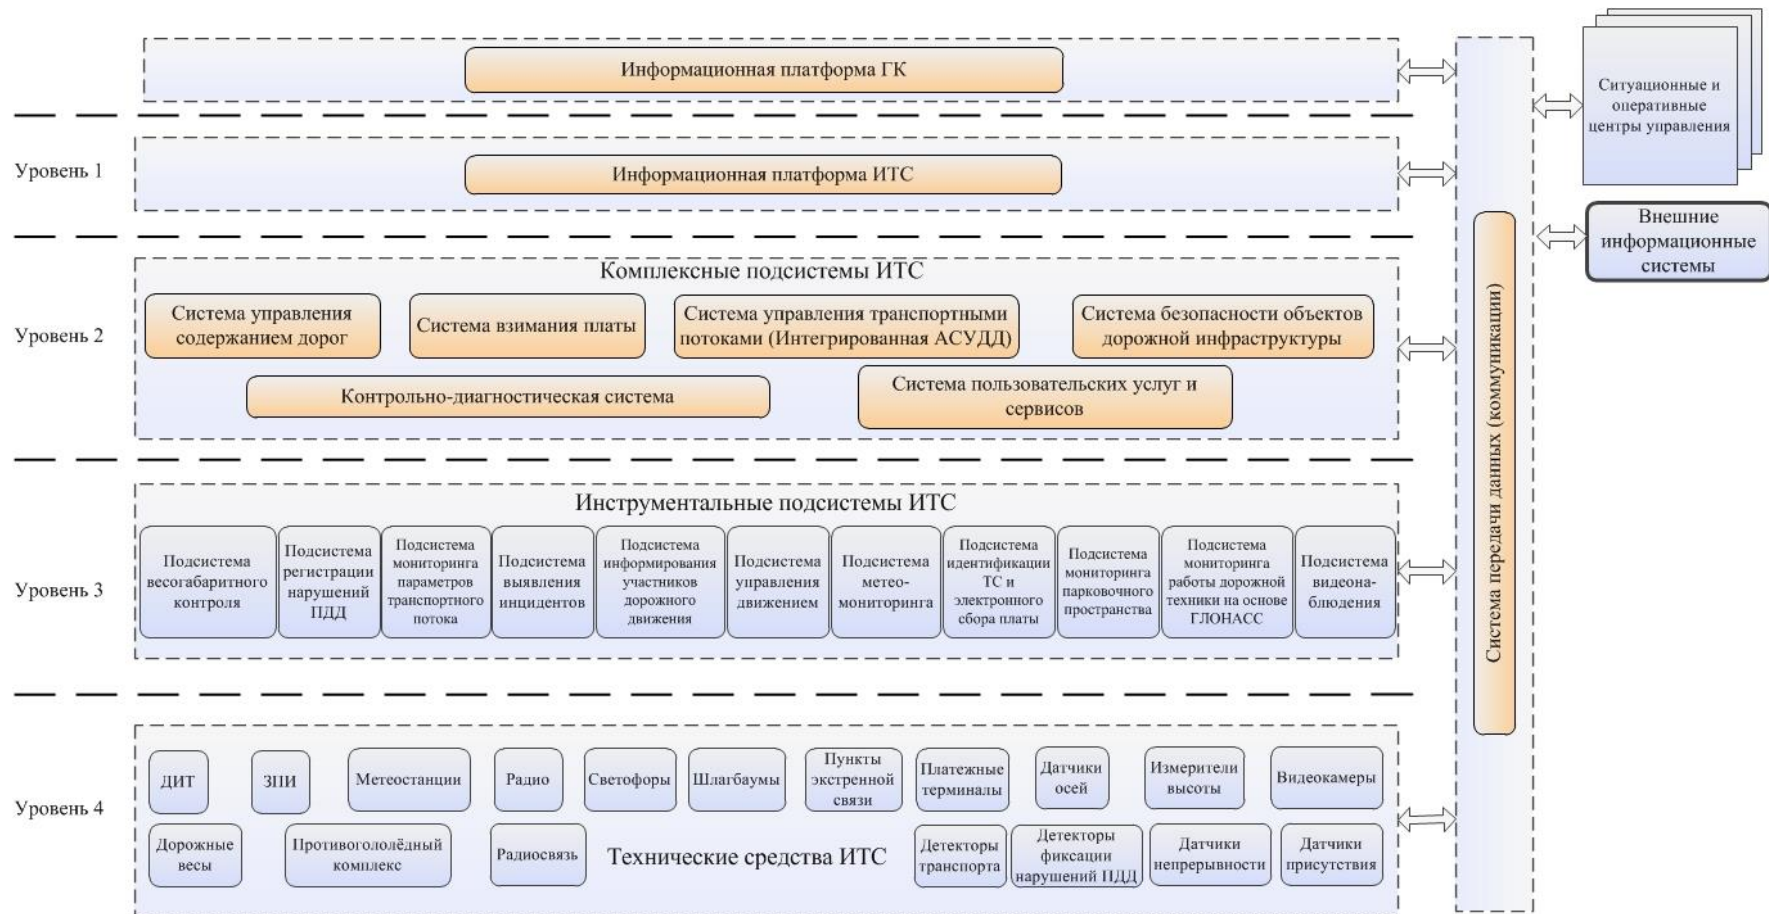 Информационная платформа ГК
Ситуационные и
оперативные
центры управления
Уровень 1
Информационная платформа ИТС
Внешние
информационные
системы
Система передачи данных (коммуникации)
Уровень 2
Комплексные подсистемы ИТС
Система управления
содержанием дорог
Система взимания платы
Система управления транспортными
потоками (Интегрированная АСУДД)
Система безопасности объектов
дорожной инфраструктуры
Контрольно-диагностическая система
Система пользовательских услуг и
сервисов
Уровень 3
Инструментальные подсистемы ИТС
Подсистема
весогабаритного
контроля
Подсистема
регистрации
нарушений
ПДД
Подсистема
мониторинга
параметров
транспортного
потока
Подсистема
выявления
инцидентов
Подсистема
информирования
участников
дорожного
движения
Подсистема
управления
движением
Подсистема
метео-
мониторинга
Подсистема
идентификации
ТС и
электронного
сбора платы
Подсистема
мониторинга
парковочного
пространства
Подсистема
мониторинга
работы дорожной
техники на основе
ГЛОНАСС
Подсистема
видеона-
блюдения
Уровень 4
ДИТ
ЗПИ
Метеостанции
Радио
Светофоры
Шлагбаумы
Пункты
экстренной
связи
Платежные
терминалы
Датчики
осей
Измерители
высоты
Видеокамеры
Дорожные
весы
Противогололёдный
комплекс
Радиосвязь
Технические средства ИТС
Детекторы
транспорта
Детекторы
фиксации
нарушений ПДД
Датчики
непрерывности
Датчики
присутствия